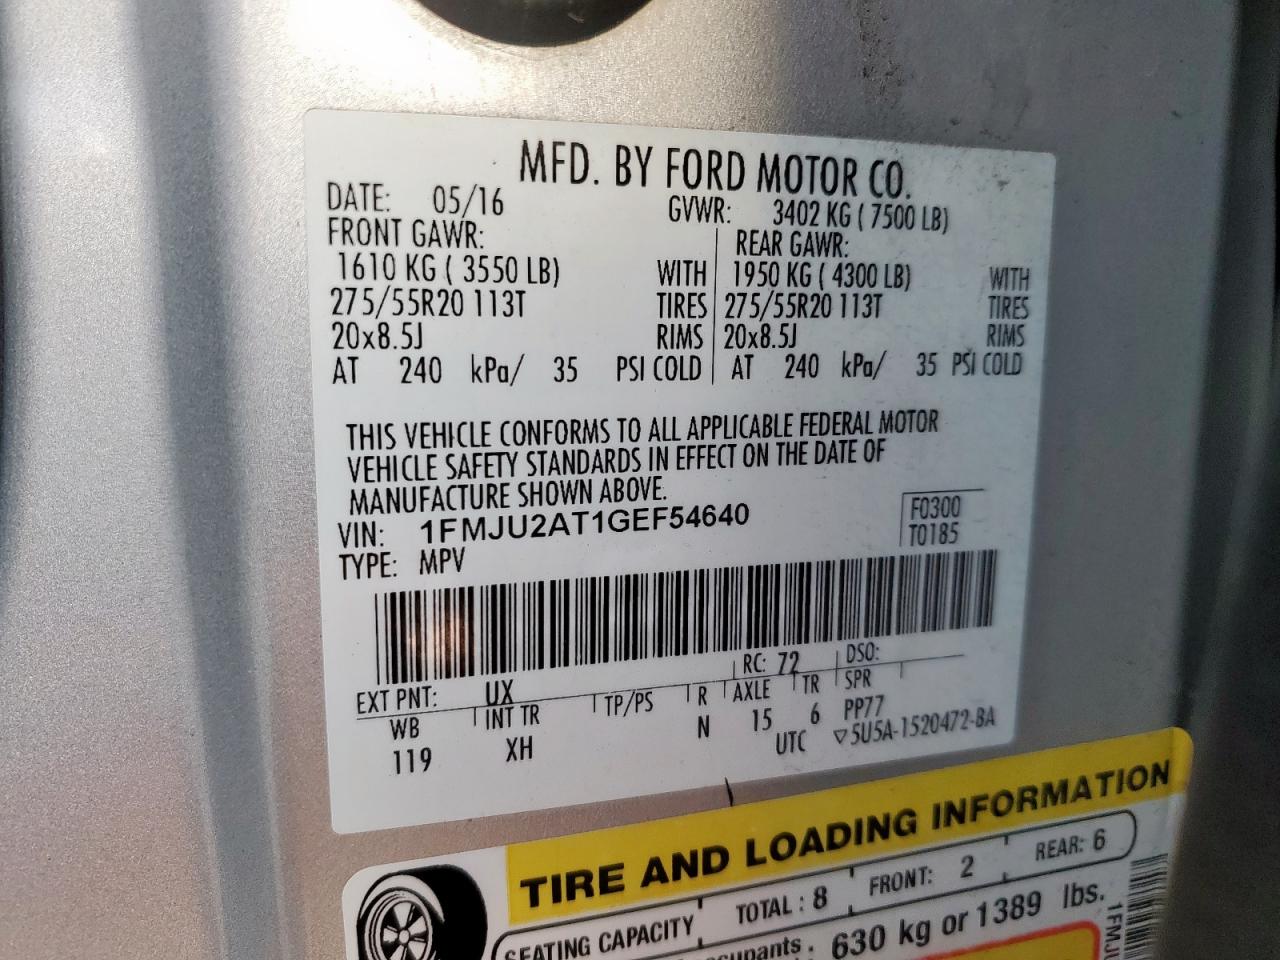 MFD. BY FORD MOTOR CO.
DATE: 05/16 GVWR: 3402 KG ( 7500 LB)
FRONT GAWR: REAR GAWR:
1610 KG ( 3550 LB) WITH 1950 KG ( 4300 LB) WITH
275/55R20 113T TIRES 275/55R20 113T TIRES
20x8.5J RIMS 20x8.5J RIMS
AT 240 kPa/ 35 PSI COLD AT 240 kPa/ 35 PSI COLD
THIS VEHICLE CONFORMS TO ALL APPLICABLE FEDERAL MOTOR
VEHICLE SAFETY STANDARDS IN EFFECT ON THE DATE OF
MANUFACTURE SHOWN ABOVE.
VIN: 1FMJU2AT1GEF54640 F0300
TYPE: MPV T0185
EXT PNT: UX RC: 72 DSO:
WB INT TR TP/PS R AXLE TR SPR
119 XH N 15 6 PP77
UTC ▽5U5A-1520472-BA
TIRE AND LOADING INFORMATION
SEATING CAPACITY TOTAL : 8 FRONT: 2 REAR: 6
630 kg or 1389 lbs.